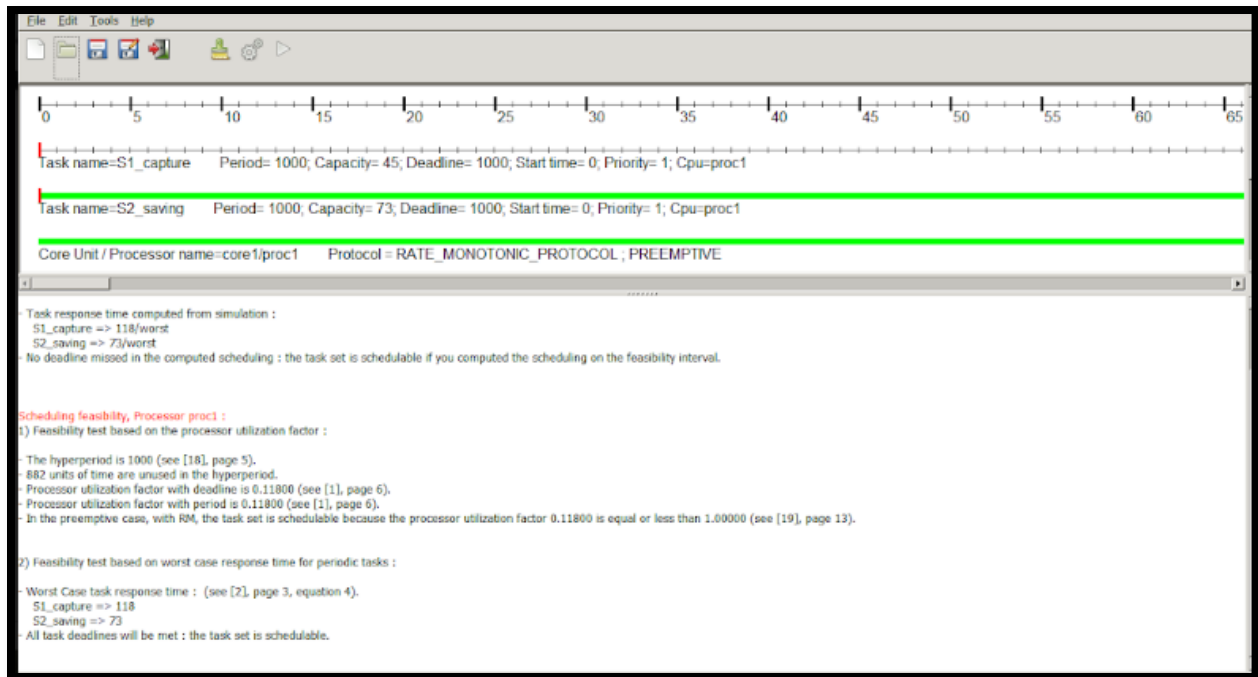 File Edit Tools Help
0 5 10 15 20 25 30 35 40 45 50 55 60 65
Task name=S1_capture Period= 1000; Capacity= 45; Deadline= 1000; Start time= 0; Priority= 1; Cpu=proc1
Task name=S2_saving Period= 1000; Capacity= 73; Deadline= 1000; Start time= 0; Priority= 1; Cpu=proc1
Core Unit / Processor name=core1/proc1 Protocol = RATE_MONOTONIC_PROTOCOL ; PREEMPTIVE
- Task response time computed from simulation :
S1_capture => 118/worst
S2_saving => 73/worst
- No deadline missed in the computed scheduling : the task set is schedulable if you computed the scheduling on the feasibility interval.
Scheduling feasibility, Processor proc1 :
1) Feasibility test based on the processor utilization factor :
- The hyperperiod is 1000 (see [18], page 5).
- 882 units of time are unused in the hyperperiod.
- Processor utilization factor with deadline is 0.11800 (see [1], page 6).
- Processor utilization factor with period is 0.11800 (see [1], page 6).
- In the preemptive case, with RM, the task set is schedulable because the processor utilization factor 0.11800 is equal or less than 1.00000 (see [19], page 13).
2) Feasibility test based on worst case response time for periodic tasks :
- Worst Case task response time : (see [2], page 3, equation 4).
S1_capture => 118
S2_saving => 73
- All task deadlines will be met : the task set is schedulable.